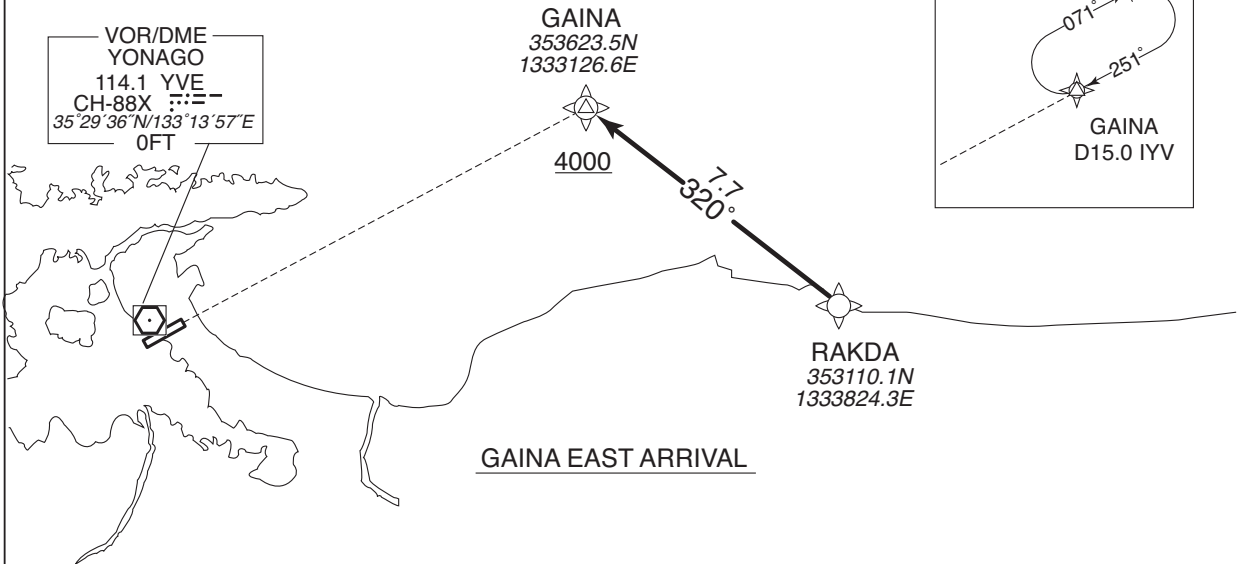 VOR/DME
YONAGO
114.1 YVE
CH-88X
35°29′36″N/133°13′57″E
0FT
GAINA
353623.5N
1333126.6E
4000
7.7
320°
071°
251°
GAINA
D15.0 IYV
RAKDA
353110.1N
1333824.3E
GAINA EAST ARRIVAL